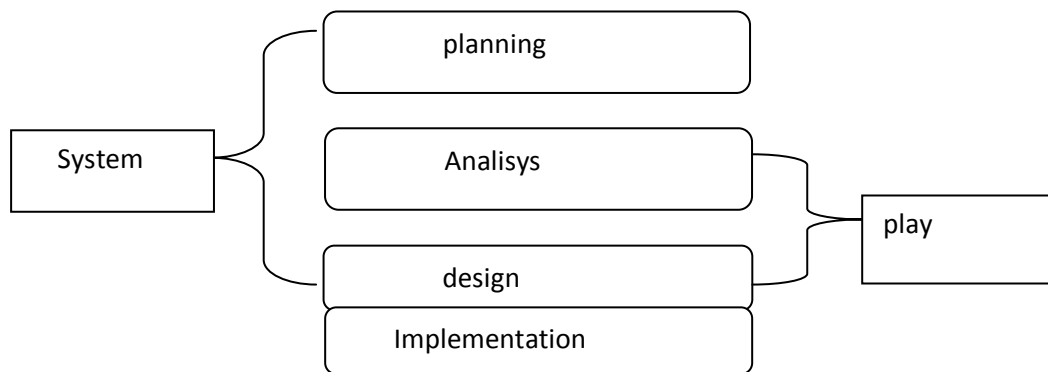 planning
System
Analisys
play
design
Implementation